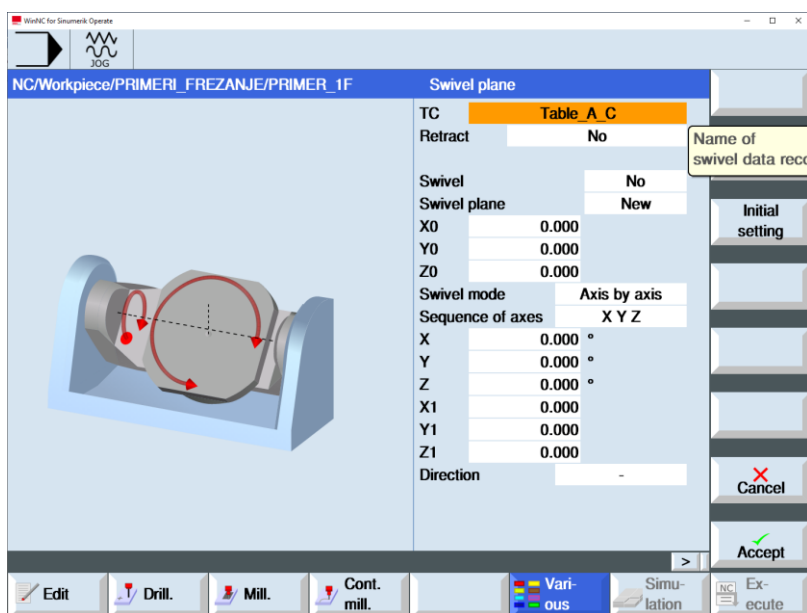 WinNC for Sinumerik Operate
JOG
NC/Workpiece/PRIMERI_FREZANJE/PRIMER_1F
Swivel plane
TC Table_A_C
Retract No
Name of
swivel data reco
Swivel No
Swivel plane New
Initial
setting
X0 0.000
Y0 0.000
Z0 0.000
Swivel mode Axis by axis
Sequence of axes X Y Z
X 0.000 °
Y 0.000 °
Z 0.000 °
X1 0.000
Y1 0.000
Z1 0.000
Direction -
Cancel
Accept
>
Edit
Drill.
Mill.
Cont.
mill.
Vari-
ous
Simu-
lation
NC
Ex-
ecute